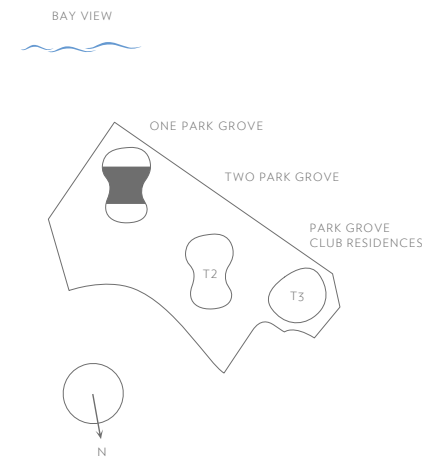 BAY VIEW
ONE PARK GROVE
TWO PARK GROVE
PARK GROVE
CLUB RESIDENCES
T2
T3
N